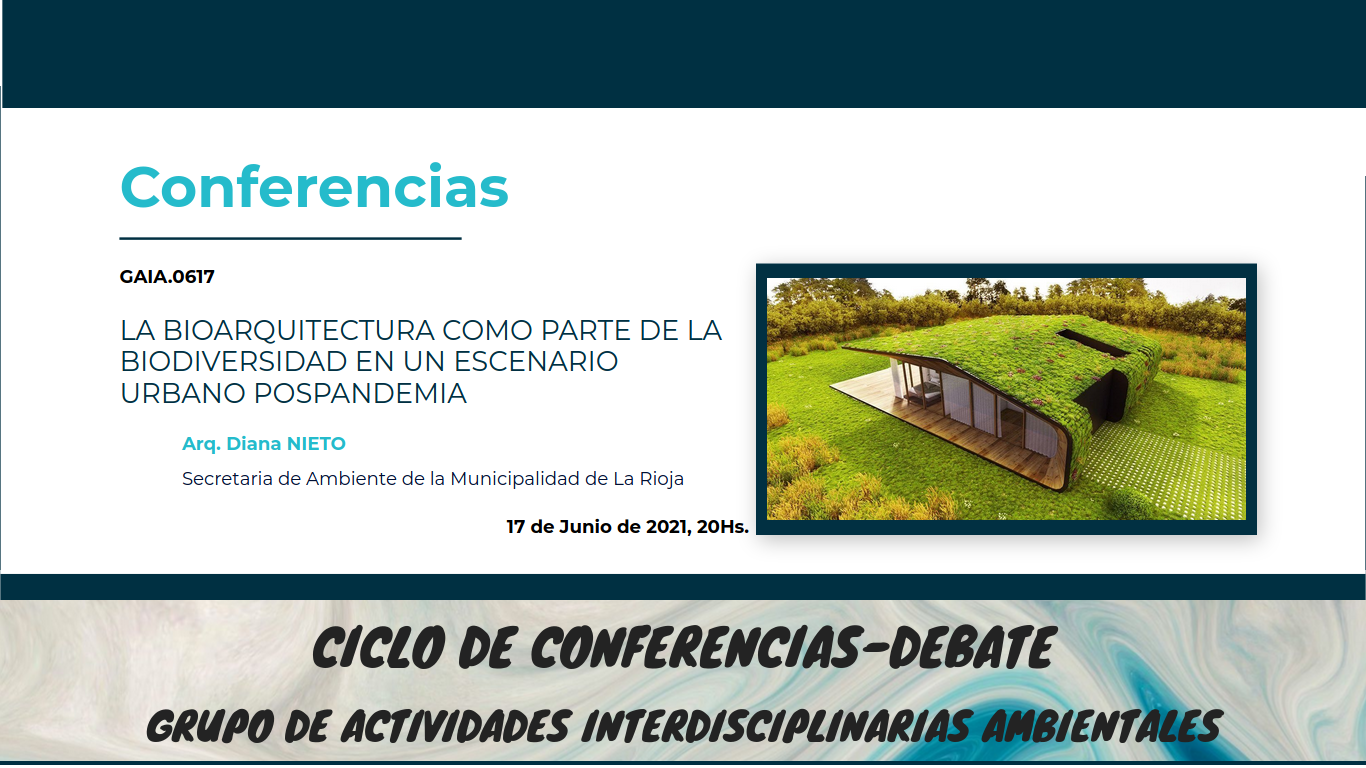 Conferencias
GAIA.0617
LA BIOARQUITECTURA COMO PARTE DE LA
BIODIVERSIDAD EN UN ESCENARIO
URBANO POSPANDEMIA
Arq. Diana NIETO
Secretaria de Ambiente de la Municipalidad de La Rioja
17 de Junio de 2021, 20Hs.
CICLO DE CONFERENCIAS-DEBATE
GRUPO DE ACTIVIDADES INTERDISCIPLINARIAS AMBIENTALES